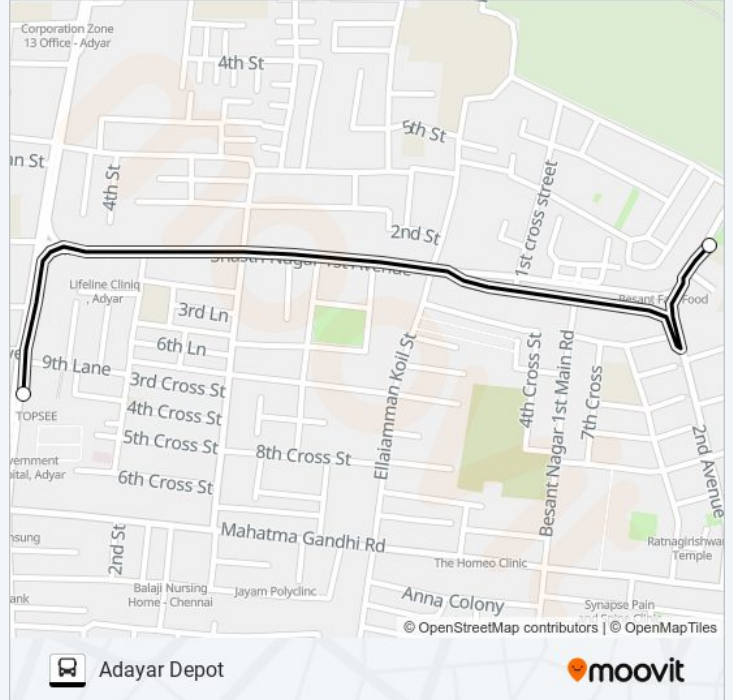 Corporation Zone
13 Office - Adyar
4th St
5th St
an St
4th St
1st cross street
2nd St
Shastri Nagar 1st Avenue
Lifeline Cliniq
, Adyar
Food
3rd Ln
6th Ln
9th Lane
3rd Cross St
4th Cross St
5th Cross St
6th Cross St
8th Cross St
Ellaiamman Koil St
4th Cross St
Besant Nagar 1st Main Rd
7th Cross
2nd Avenue
TOPSEE
vernment
pital, Adyar
nsung
2nd St
Mahatma Gandhi Rd
Ratnagirishwa
Temple
The Homeo Clinic
Balaji Nursing
Home - Chennai
Jayam Polyclinc
ank
Anna Colony
Synapse Pain
© OpenStreetMap contributors | © OpenMapTiles
Adayar Depot
moovit